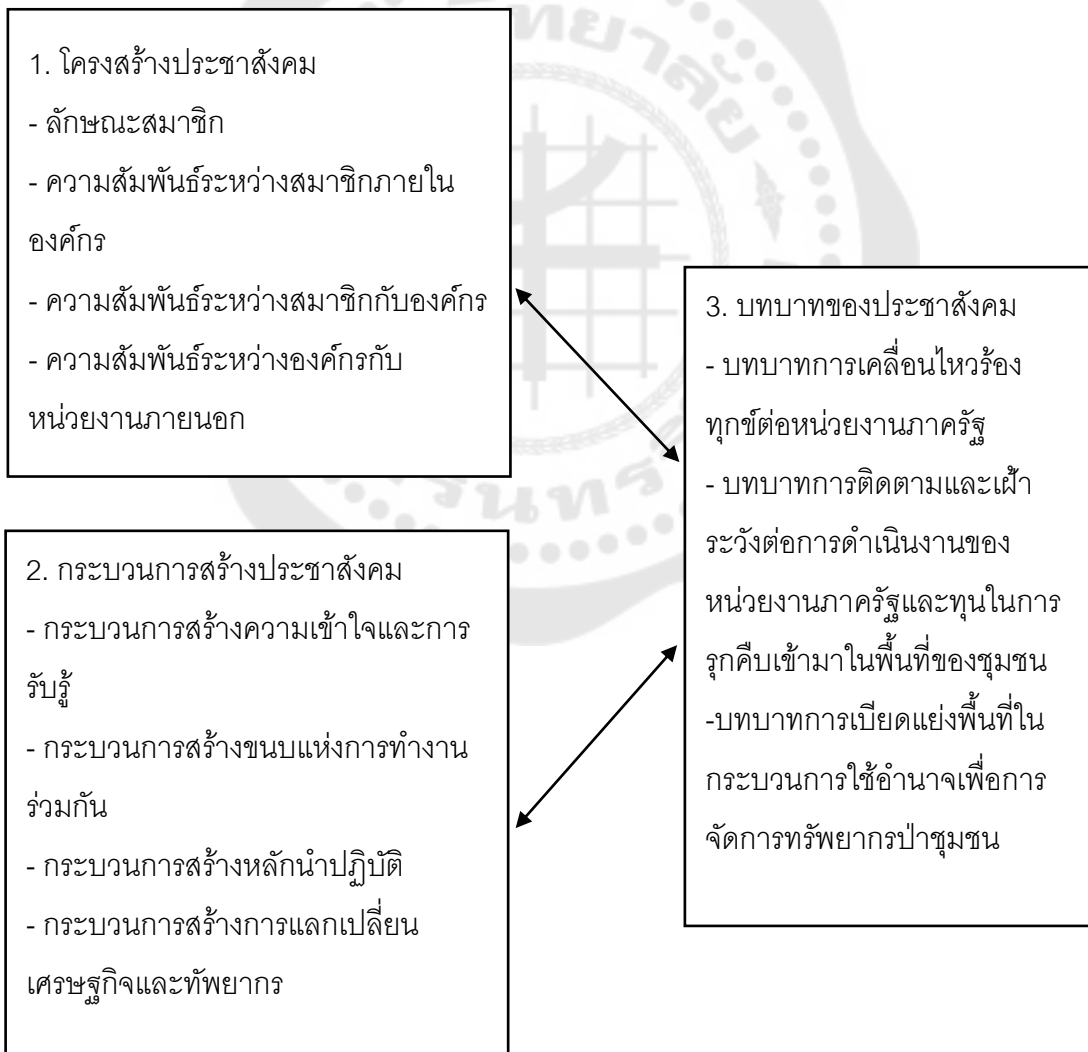 1. โครงสร้างประชาสังคม
- ลักษณะสมาชิก
- ความสัมพันธ์ระหว่างสมาชิกภายใน
องค์กร
- ความสัมพันธ์ระหว่างสมาชิกกับองค์กร
- ความสัมพันธ์ระหว่างองค์กรกับ
หน่วยงานภายนอก
2. กระบวนการสร้างประชาสังคม
- กระบวนการสร้างความเข้าใจและการ
รับรู้
- กระบวนการสร้างขนบแห่งการทำงาน
ร่วมกัน
- กระบวนการสร้างหลักนำปฏิบัติ
- กระบวนการสร้างการแลกเปลี่ยน
เศรษฐกิจและทัพยากร
3. บทบาทของประชาสังคม
- บทบาทการเคลื่อนไหวร้อง
ทุกข์ต่อหน่วยงานภาครัฐ
- บทบาทการติดตามและเฝ้า
ระวังต่อการดำเนินงานของ
หน่วยงานภาครัฐและทุนในการ
รุกคืบเข้ามาในพื้นที่ของชุมชน
-บทบาทการเบียดแย่งพื้นที่ใน
กระบวนการใช้อำนาจเพื่อการ
จัดการทรัพยากรป่าชุมชน